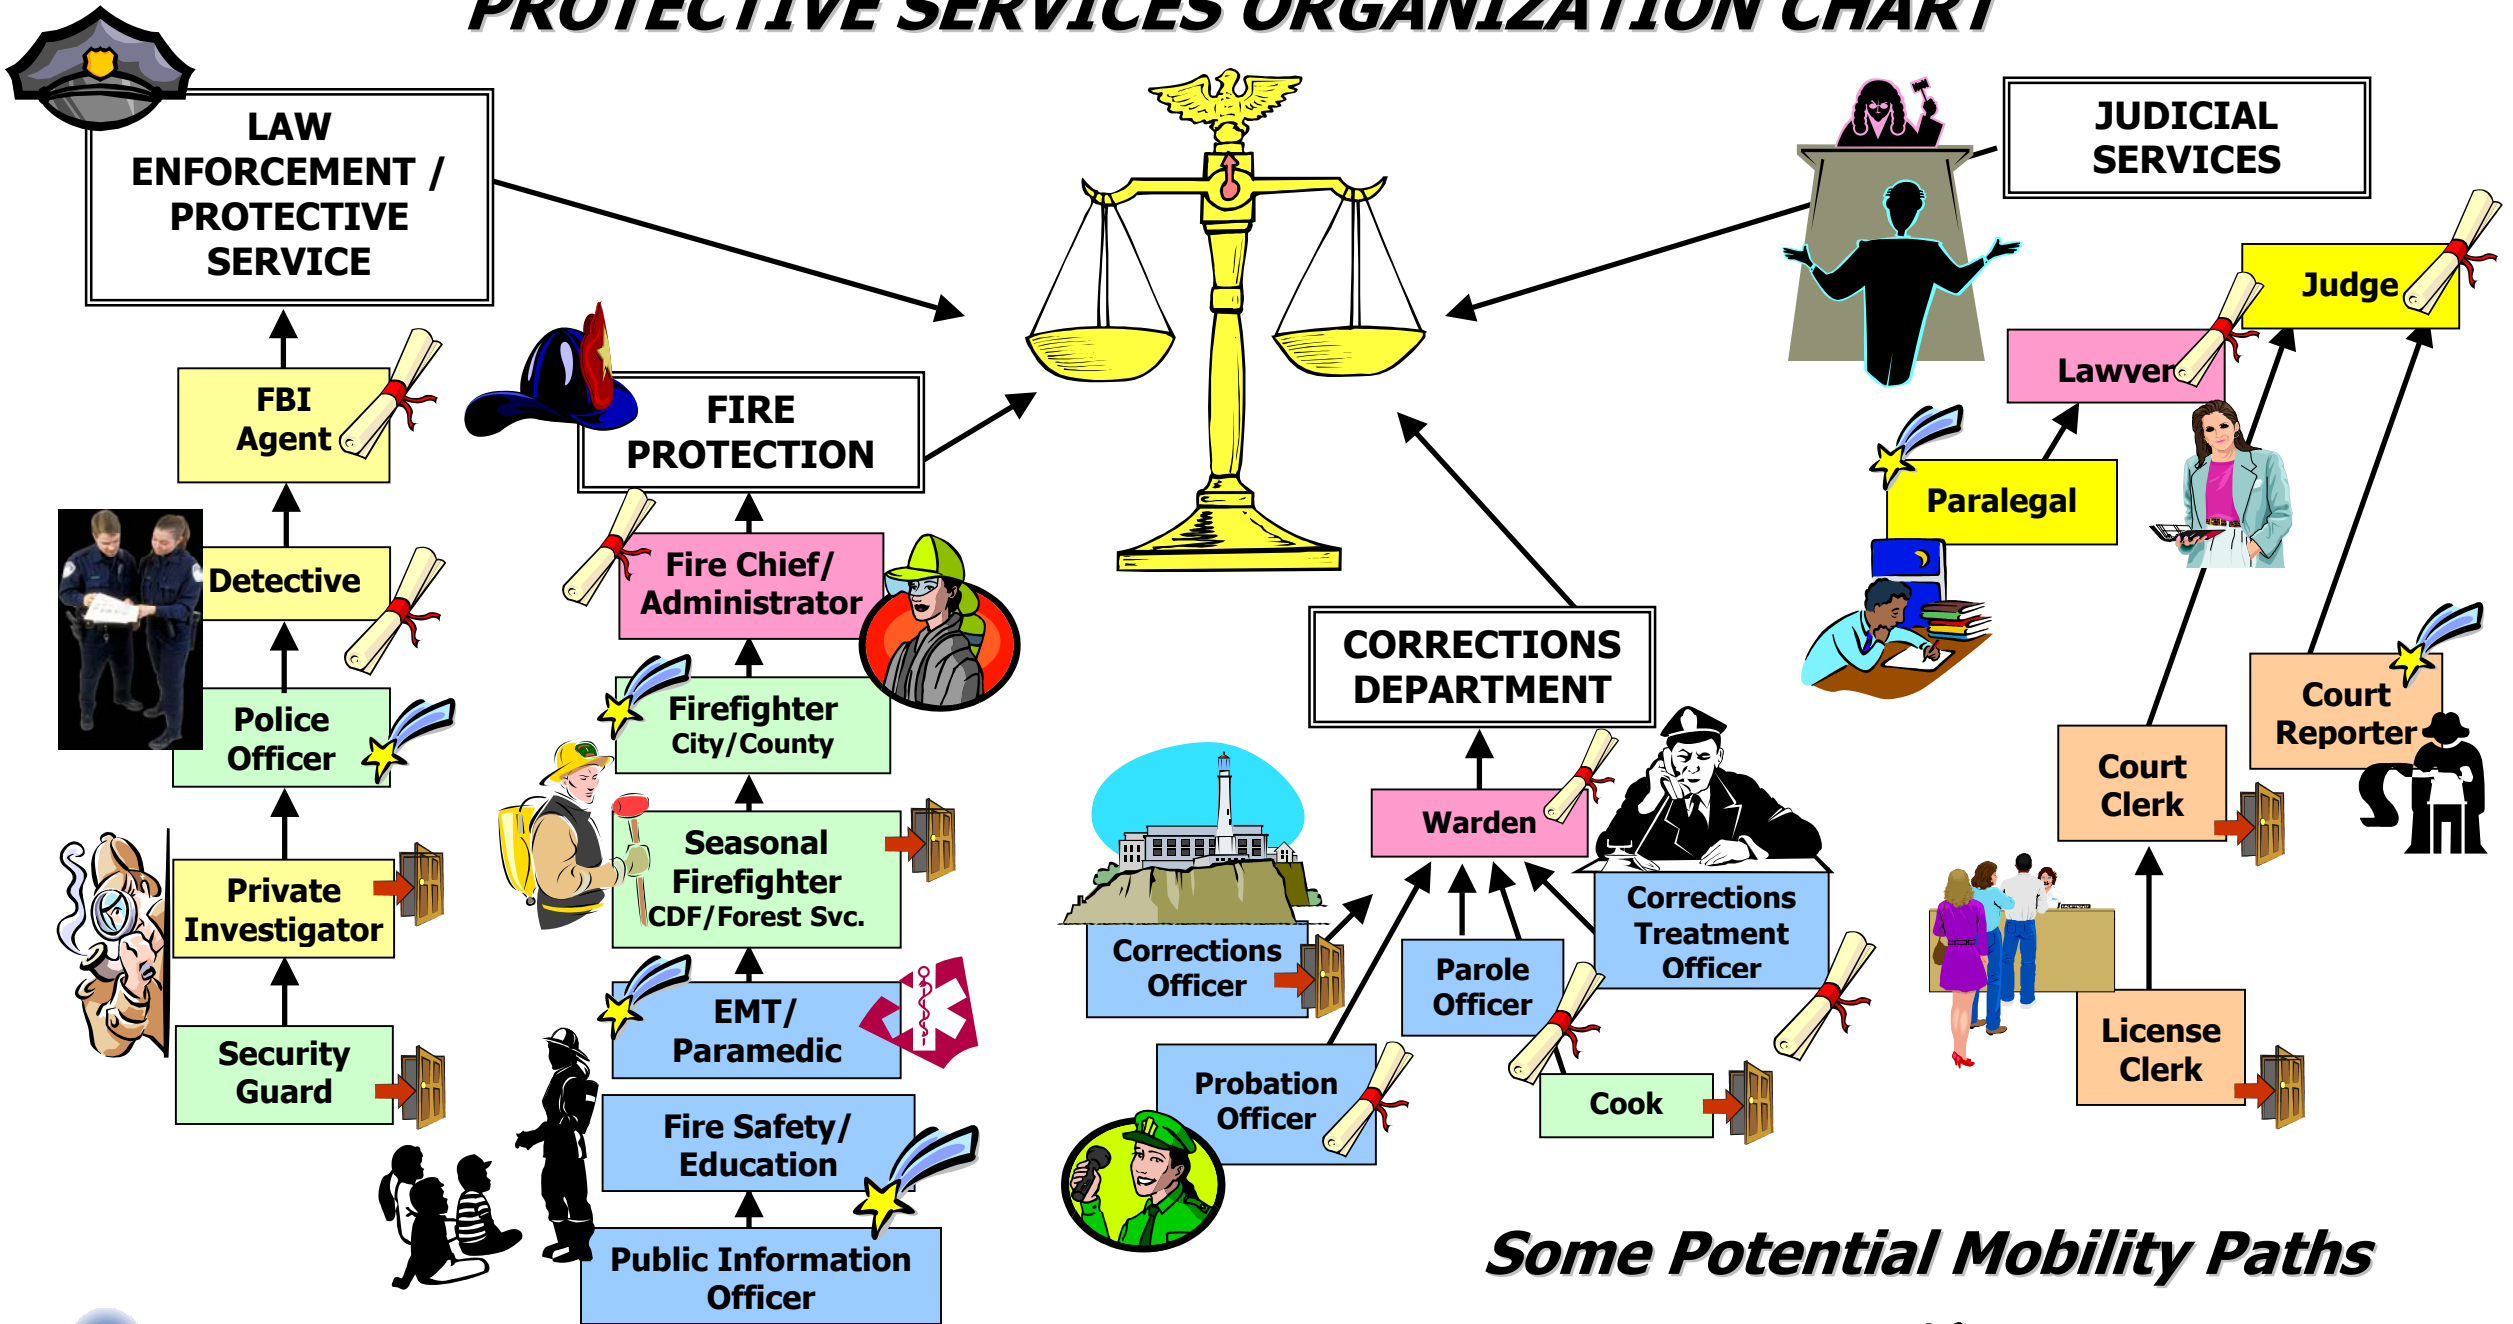 PROTECTIVE SERVICES ORGANIZATION CHART
LAW
ENFORCEMENT /
PROTECTIVE
SERVICE
FBI
Agent
Detective
Police
Officer
Private
Investigator
Security
Guard
FIRE
PROTECTION
Fire Chief/
Administrator
Firefighter
City/County
Seasonal
Firefighter
CDF/Forest Svc.
EMT/
Paramedic
Fire Safety/
Education
Public Information
Officer
CORRECTIONS
DEPARTMENT
Warden
Corrections
Officer
Probation
Officer
Parole
Officer
Cook
Corrections
Treatment
Officer
JUDICIAL
SERVICES
Judge
Lawyer
Paralegal
Court
Reporter
Court
Clerk
License
Clerk
Some Potential Mobility Paths